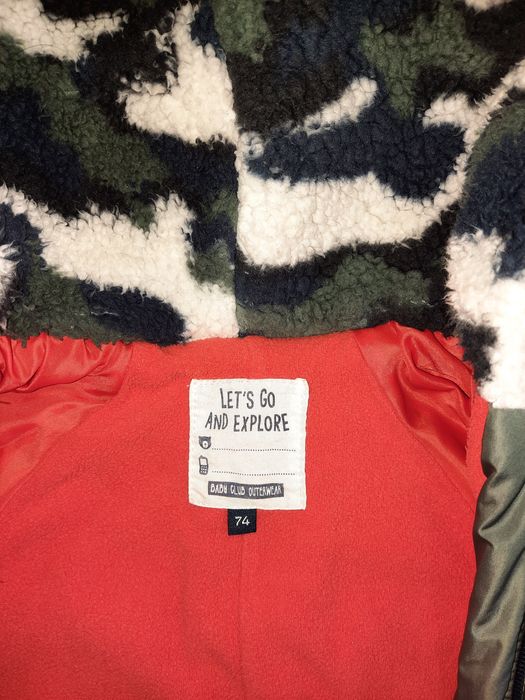 LET'S GO
AND EXPLORE
BABY CLUB OUTERWEAR
74